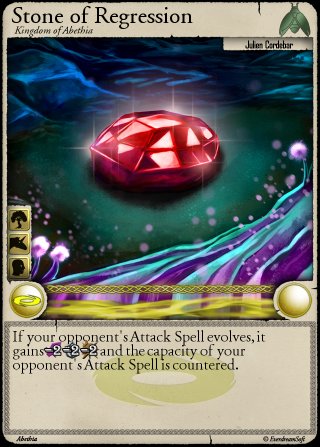 Stone of Regression
Kingdom of Abethia
Julien Cordebar
If your opponent's Attack Spell evolves, it
gains -2 -2 -2 and the capacity of your
opponent's Attack Spell is countered.
Abethia
© EverdreamSoft